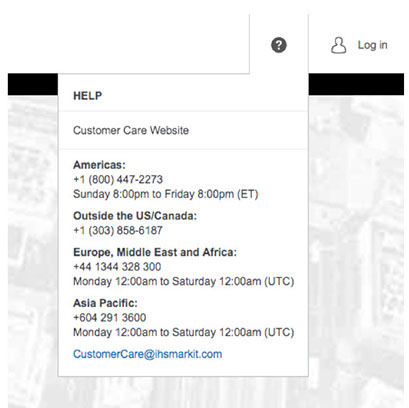 ? Log in
HELP
Customer Care Website
Americas:
+1 (800) 447-2273
Sunday 8:00pm to Friday 8:00pm (ET)
Outside the US/Canada:
+1 (303) 858-6187
Europe, Middle East and Africa:
+44 1344 328 300
Monday 12:00am to Saturday 12:00am (UTC)
Asia Pacific:
+604 291 3600
Monday 12:00am to Saturday 12:00am (UTC)
CustomerCare@ihsmarkit.com